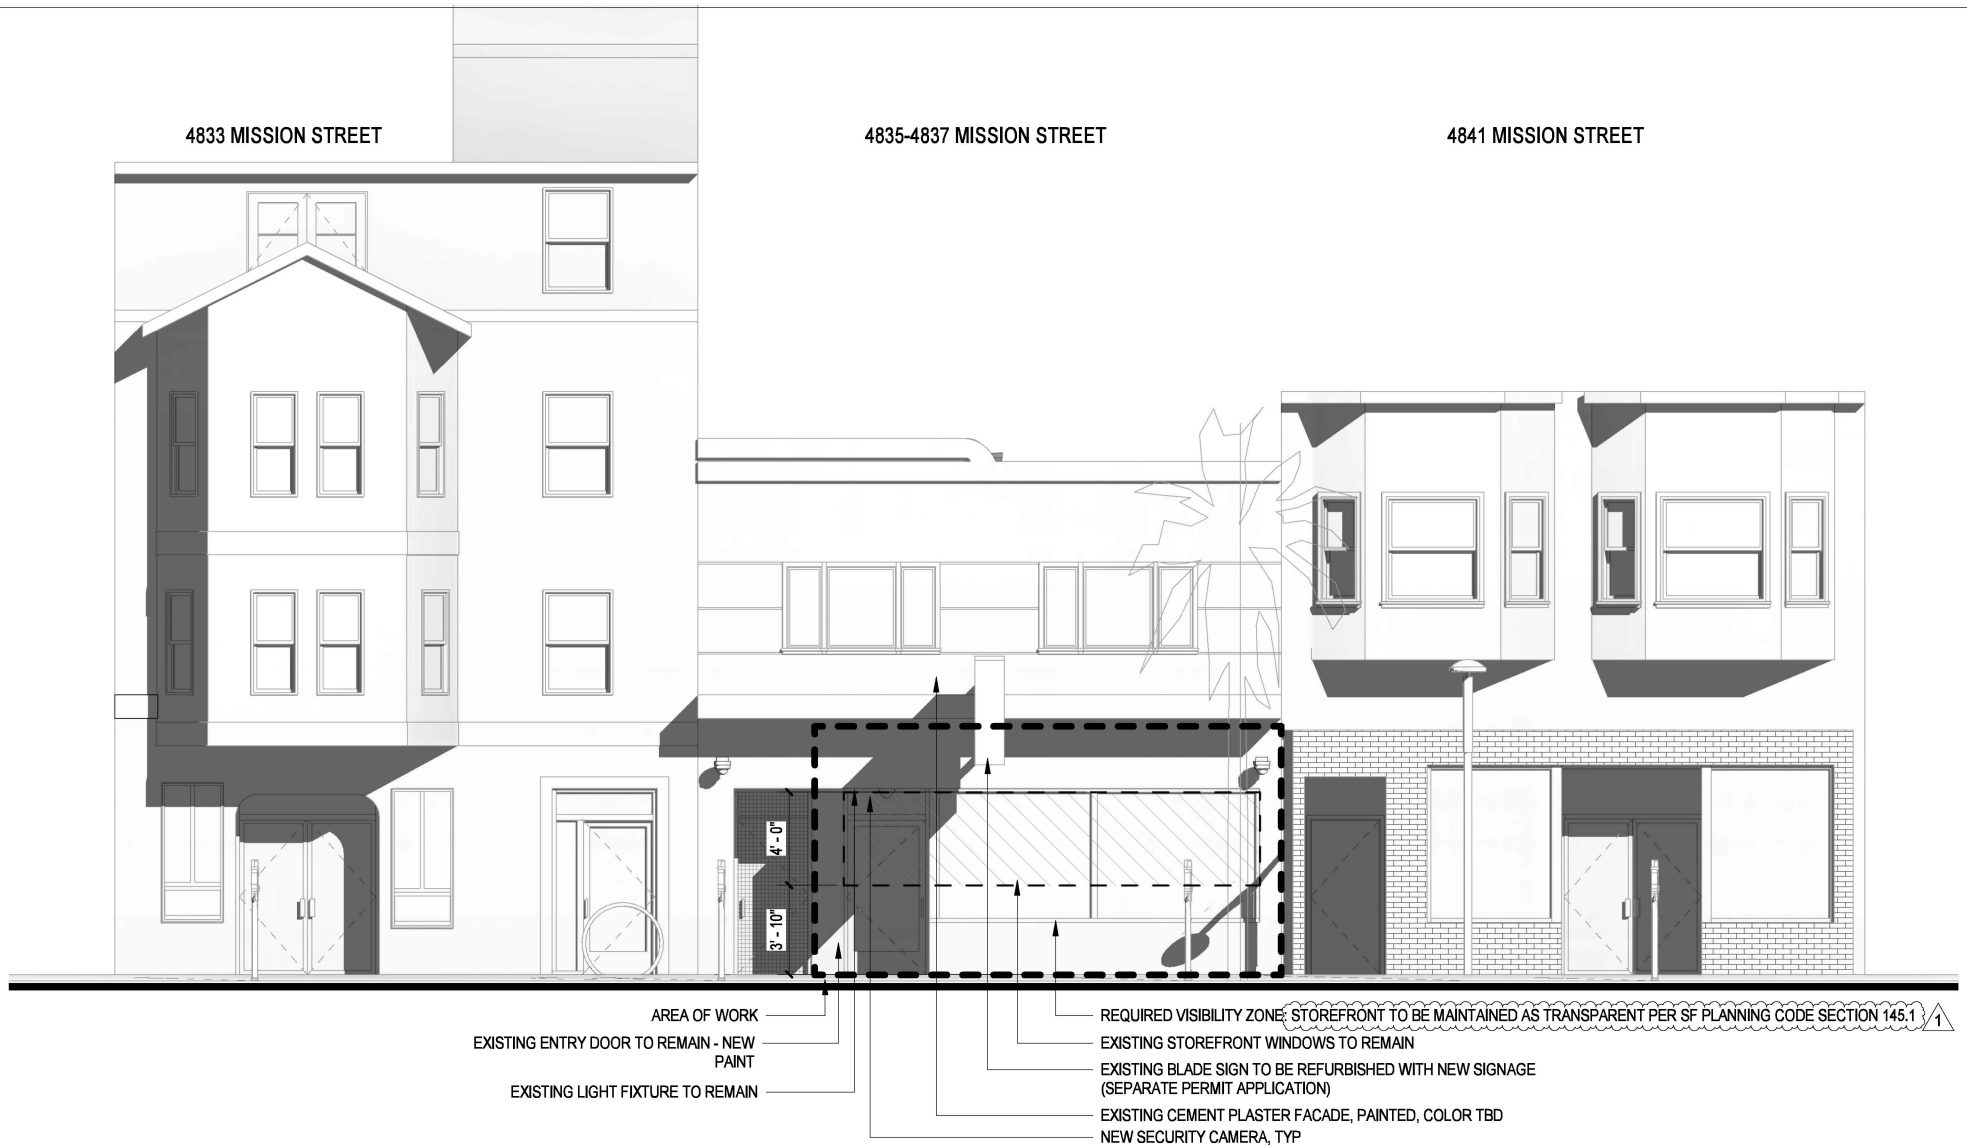 4833 MISSION STREET
4835-4837 MISSION STREET
4841 MISSION STREET
4' - 0"
3' - 10"
AREA OF WORK
EXISTING ENTRY DOOR TO REMAIN - NEW
PAINT
EXISTING LIGHT FIXTURE TO REMAIN
REQUIRED VISIBILITY ZONE: STOREFRONT TO BE MAINTAINED AS TRANSPARENT PER SF PLANNING CODE SECTION 145.1
1
EXISTING STOREFRONT WINDOWS TO REMAIN
EXISTING BLADE SIGN TO BE REFURBISHED WITH NEW SIGNAGE
(SEPARATE PERMIT APPLICATION)
EXISTING CEMENT PLASTER FACADE, PAINTED, COLOR TBD
NEW SECURITY CAMERA, TYP